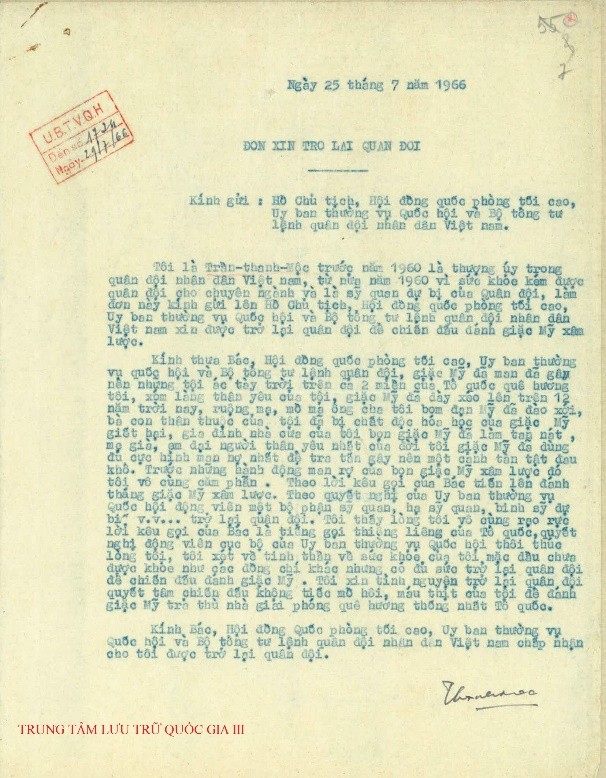 55
Ngày 25 tháng 7 năm 1966
U.B.T.V.Q.H
Đến số
Ngày 29/7/66
ĐƠN XIN TRỞ LẠI QUÂN ĐỘI
Kính gửi : Hồ Chủ tịch, Hội đồng quốc phòng tối cao,
Ủy ban thường vụ Quốc hội và Bộ tổng tư
lệnh quân đội nhân dân Việt nam.
Tôi là Trần-thanh-Mộc trước năm 1960 là thượng úy trong
quân đội nhân dân Việt nam, từ nửa năm 1960 vì sức khỏe kém được
quân đội cho chuyên ngành và là sỹ quan dự bị của Quân đội, làm
đơn này kính gửi lên Hồ Chủ tịch, Hội đồng quốc phòng tối cao,
Ủy ban thường vụ Quốc hội và Bộ tổng tư lệnh quân đội nhân dân
Việt nam xin được trở lại quân đội để chiến đấu đánh giặc Mỹ xâm
lược.
Kính thưa Bác, Hội đồng quốc phòng tối cao, Ủy ban thường
vụ quốc hội và Bộ tổng tư lệnh quân đội, giặc Mỹ dã man đã gây
nên những tội ác tày trời trên cả 2 miền của Tổ quốc quê hương
tôi, xóm làng thân yêu của tôi, giặc Mỹ đã dày xéo lên trên 12
năm trời nay, ruộng mạ, mồ mả ông cha tôi bom đạn Mỹ đã đào xới,
bà con thân thuộc của tôi đã bị chất độc hóa học của giặc Mỹ
giết hại, gia đình nhà cửa của tôi bọn giặc Mỹ đã làm tan nát ,
mẹ già, em dại người thân yêu nhất của đời tôi giặc Mỹ đã dùng
đủ cực hình man rợ nhất để tra tấn gây nên một cảnh tàn tật đau
khổ. Trước những hành động man rợ của bọn giặc Mỹ xâm lược đó
tôi vô cùng căm phẫn . Theo lời kêu gọi của Bác tiến lên đánh
thắng giặc Mỹ xâm lược. Theo quyết nghị của Ủy ban thường vụ
Quốc hội động viên một bộ phận sỹ quan, hạ sỹ quan, binh sỹ dự
bị, v.v... trở lại quân đội. Tôi thấy lòng tôi vô cùng rạo rực
lời kêu gọi của Bác là tiếng gọi thiêng liêng của Tổ quốc, quyết
nghị động viên cục bộ của Ủy ban thường vụ Quốc hội thôi thúc
lòng tôi, tôi xét về tinh thần và sức khỏe của tôi mặc dầu chưa
được khỏe như các đồng chí khác nhưng có đủ sức trở lại quân đội
để chiến đấu đánh giặc Mỹ . Tôi xin tình nguyện trở lại quân đội
quyết tâm chiến đấu không tiếc mồ hôi, máu thịt của tôi để đánh
giặc Mỹ trả thù nhà giải phóng quê hương thống nhất Tổ quốc.
Kính Bác, Hội đồng Quốc phòng tối cao, Ủy ban thường vụ
Quốc hội và Bộ tổng tư lệnh quân đội nhân dân Việt nam chấp nhận
cho tôi được trở lại quân đội.
TRUNG TÂM LƯU TRỮ QUỐC GIA III